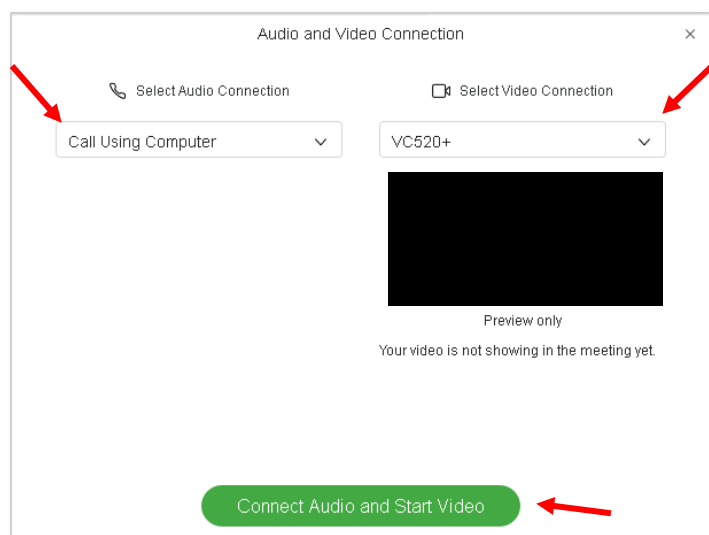 Audio and Video Connection
Select Audio Connection
Select Video Connection
Call Using Computer
VC520+
Preview only
Your video is not showing in the meeting yet.
Connect Audio and Start Video